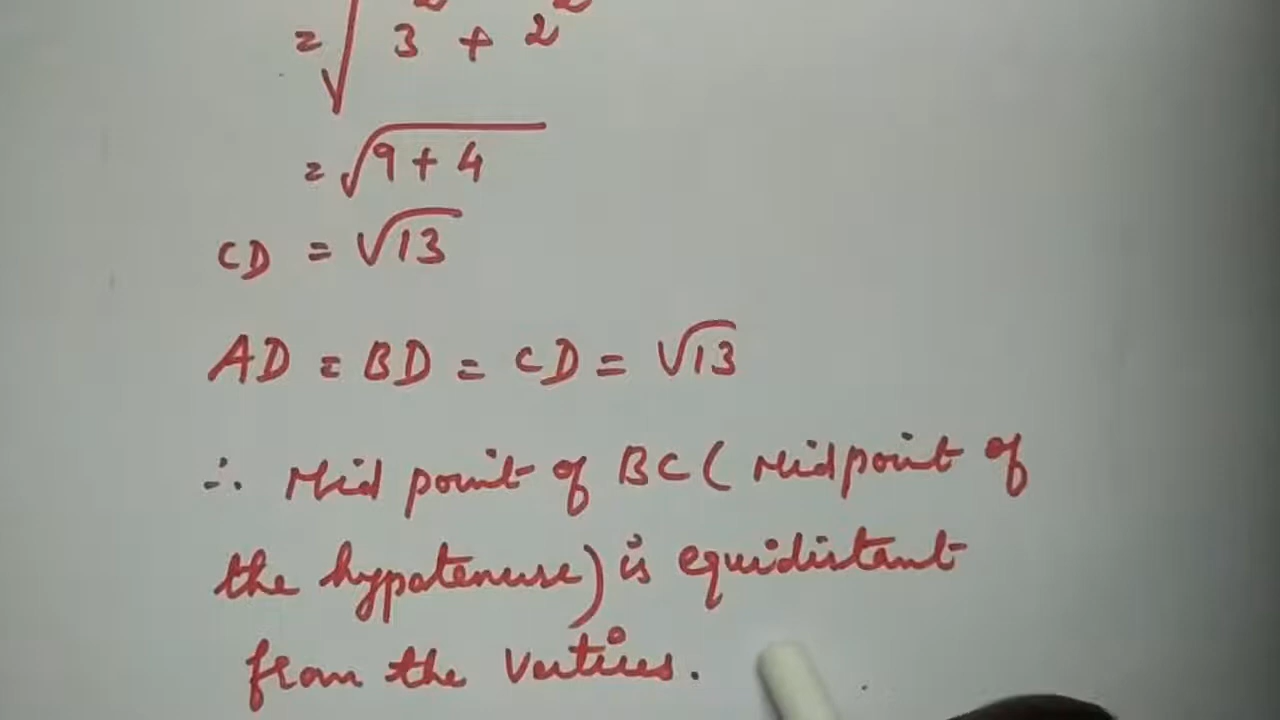 = √3² + 2²
= √9 + 4
CD = √13
AD = BD = CD = √13
∴ Mid point of BC ( Midpoint of
the hypotenuse) is equidistant
from the vertices.